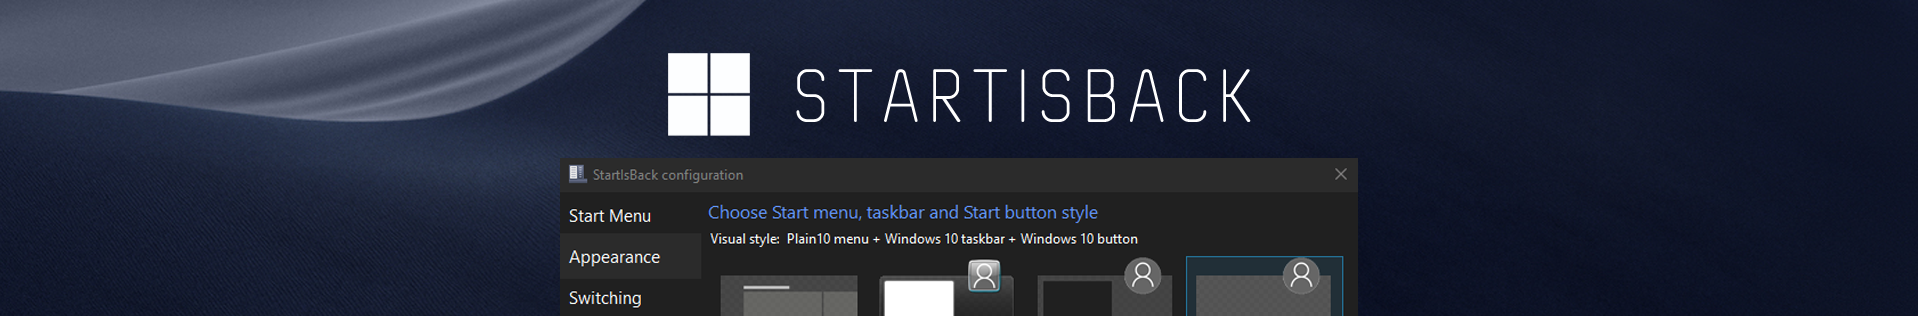 STARTISBACK
StartIsBack configuration
Start Menu
Choose Start menu, taskbar and Start button style
Visual style: Plain10 menu + Windows 10 taskbar + Windows 10 button
Appearance
Switching